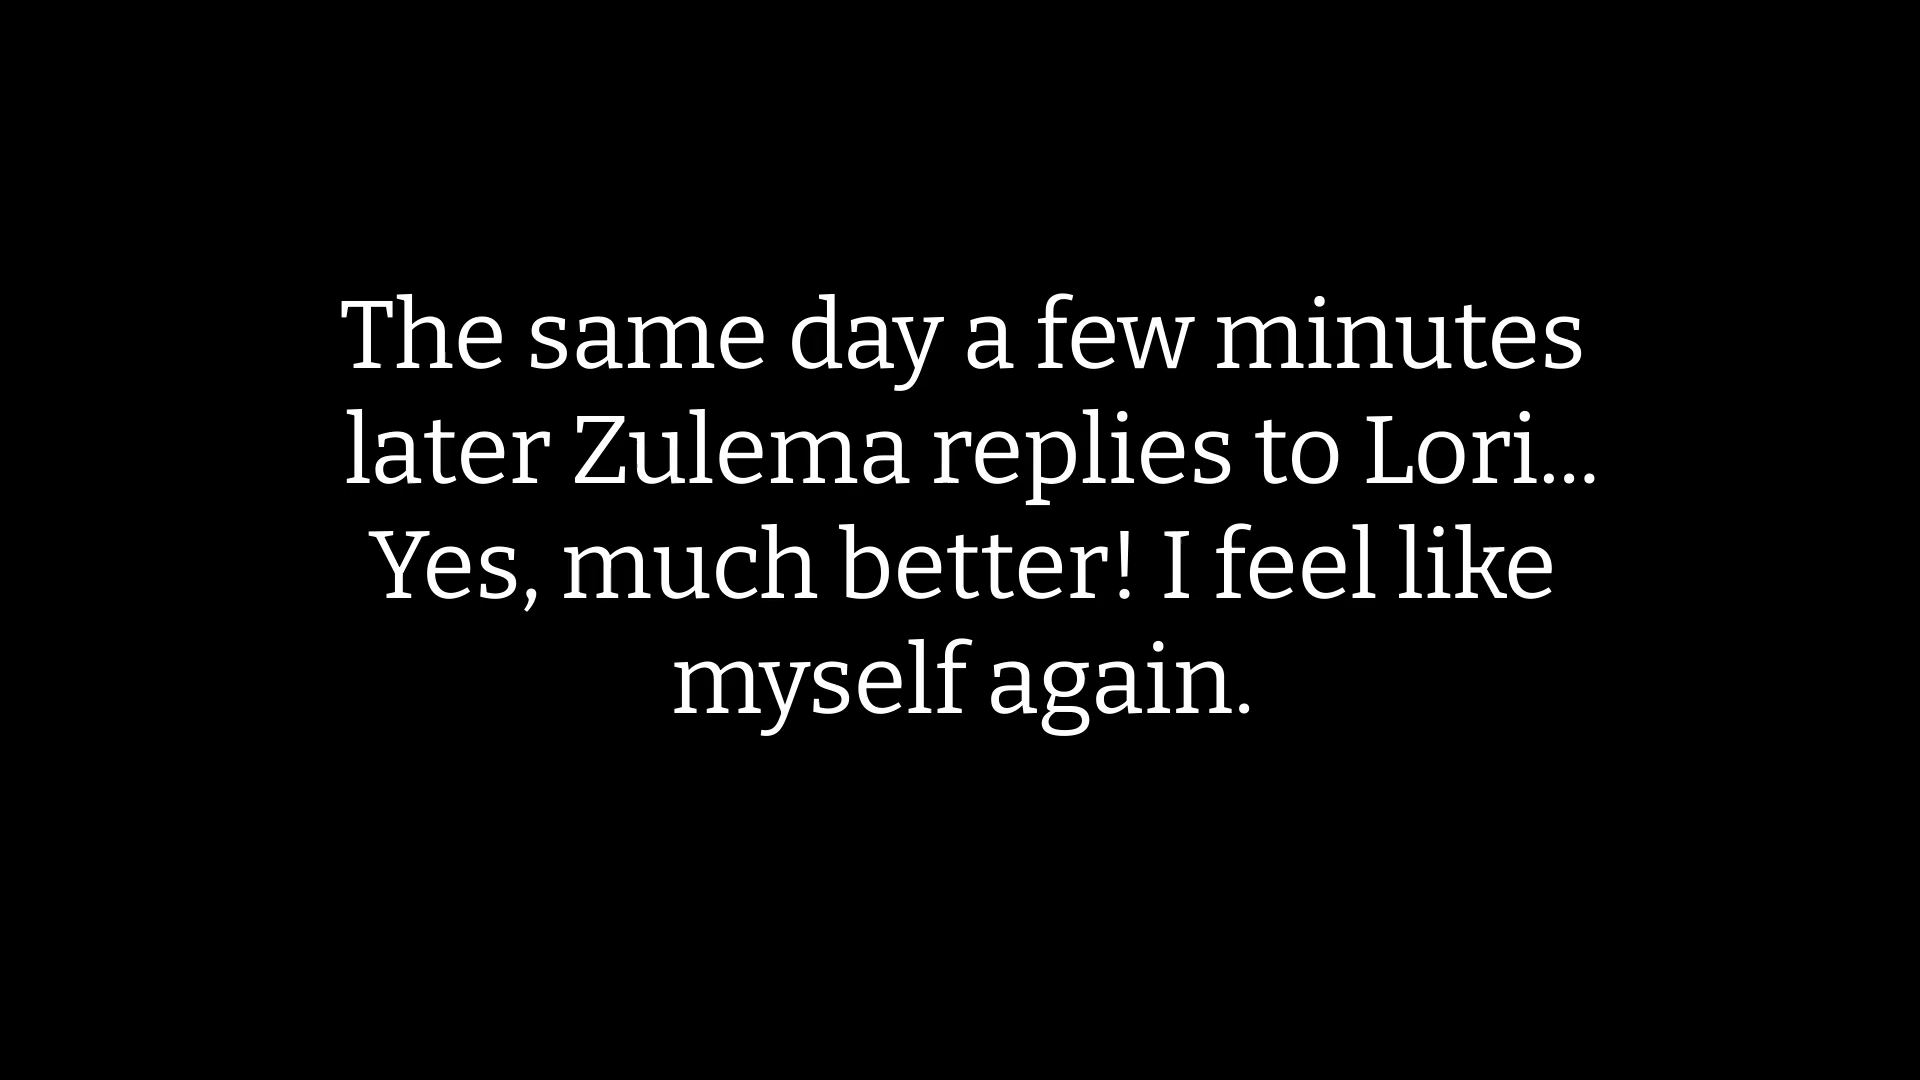 The same day a few minutes
later Zulema replies to Lori...
Yes, much better! I feel like
myself again.